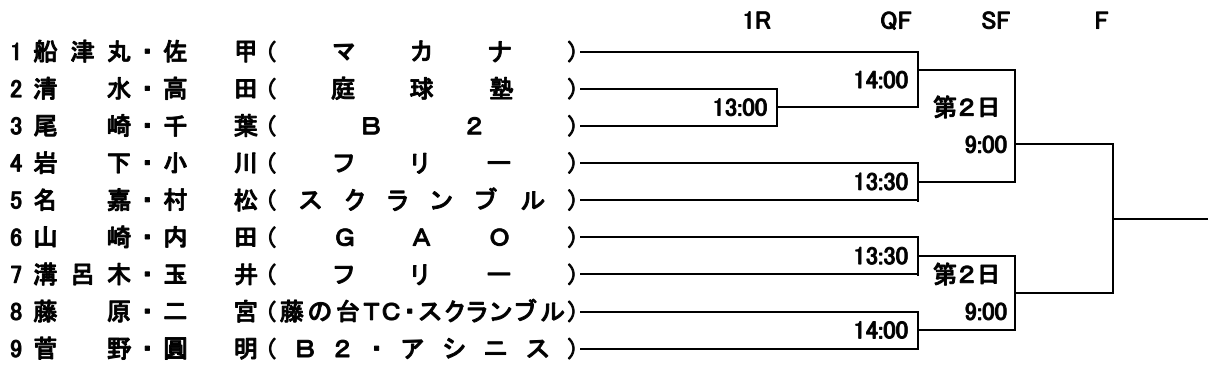 1R QF SF F
1 船津丸・佐甲(マカナ)
14:00
2 清水・高田(庭球塾)
13:00 第2日
3 尾崎・千葉(B2)
9:00
4 岩下・小川(フリー)
13:30
5 名嘉・村松(スクランブル)
6 山崎・内田(GAO)
13:30
7 溝呂木・玉井(フリー) 第2日
8 藤原・二宮(藤の台TC・スクランブル) 9:00
14:00
9 菅野・圓明(B2・アシニス)